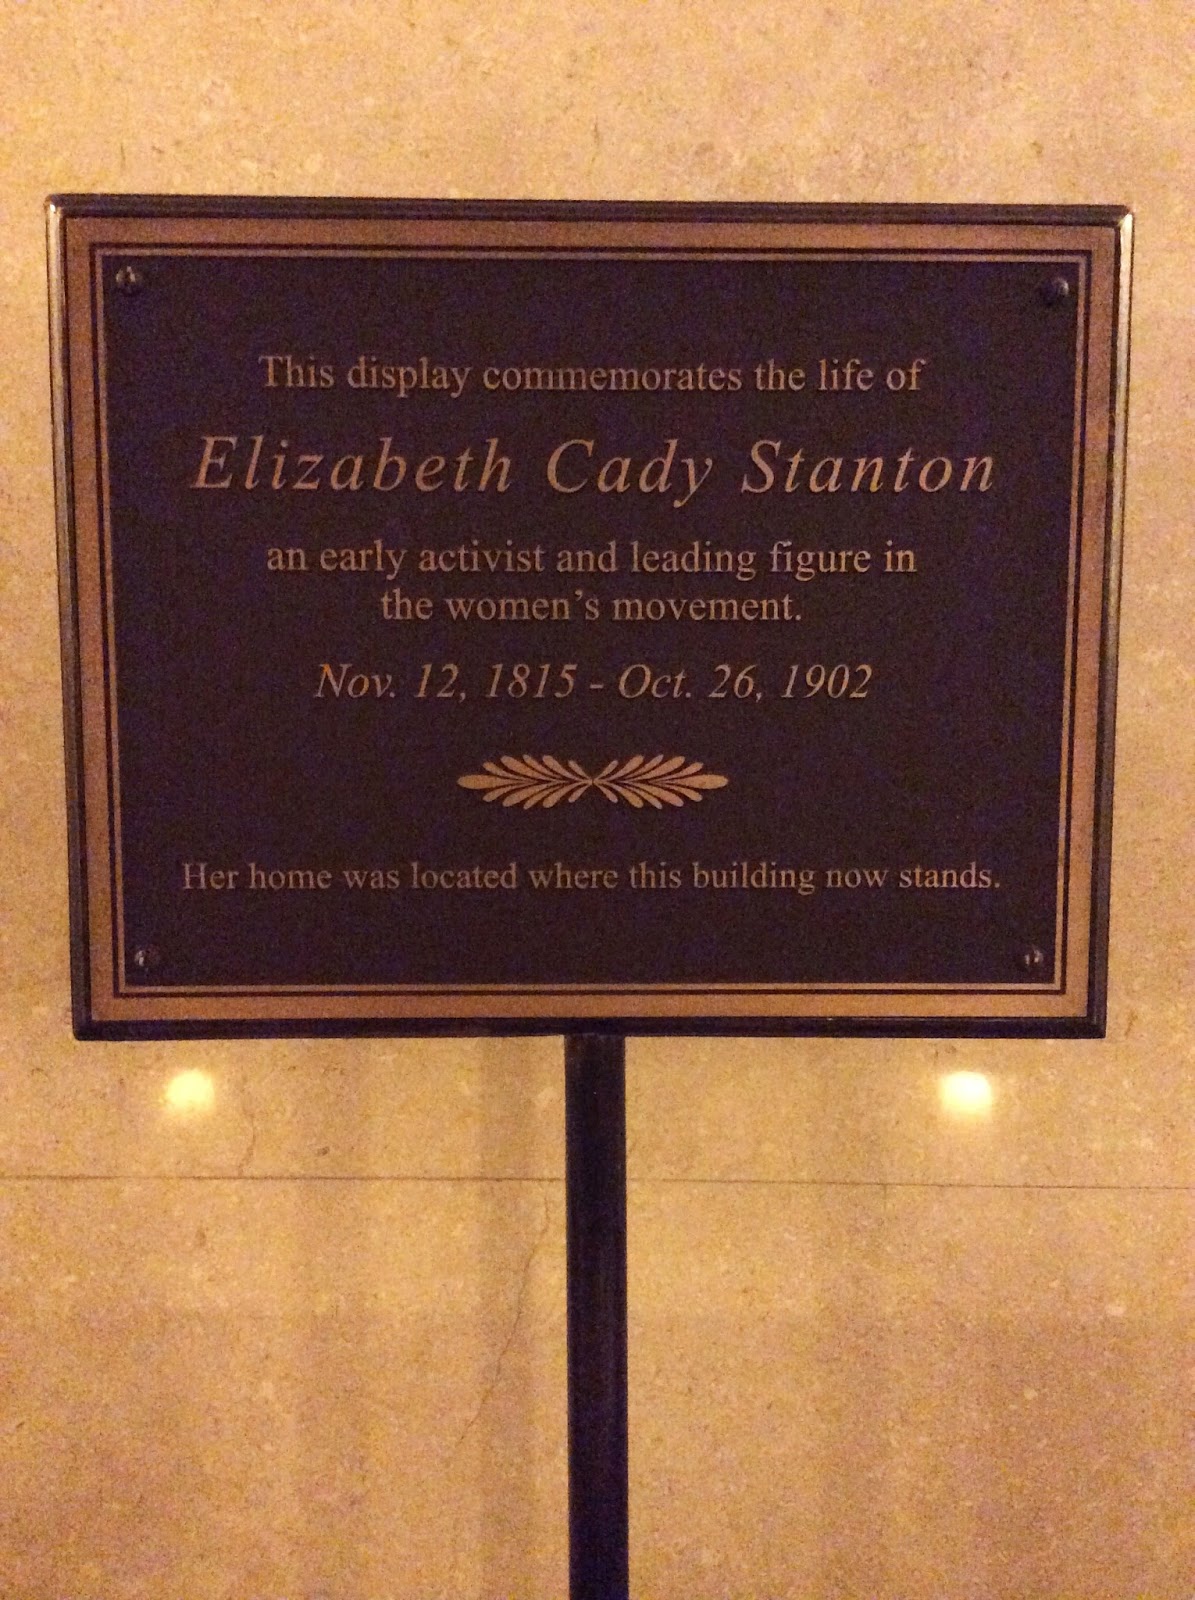 This display commemorates the life of
Elizabeth Cady Stanton
an early activist and leading figure in
the women's movement.
Nov. 12, 1815 - Oct. 26, 1902
Her home was located where this building now stands.